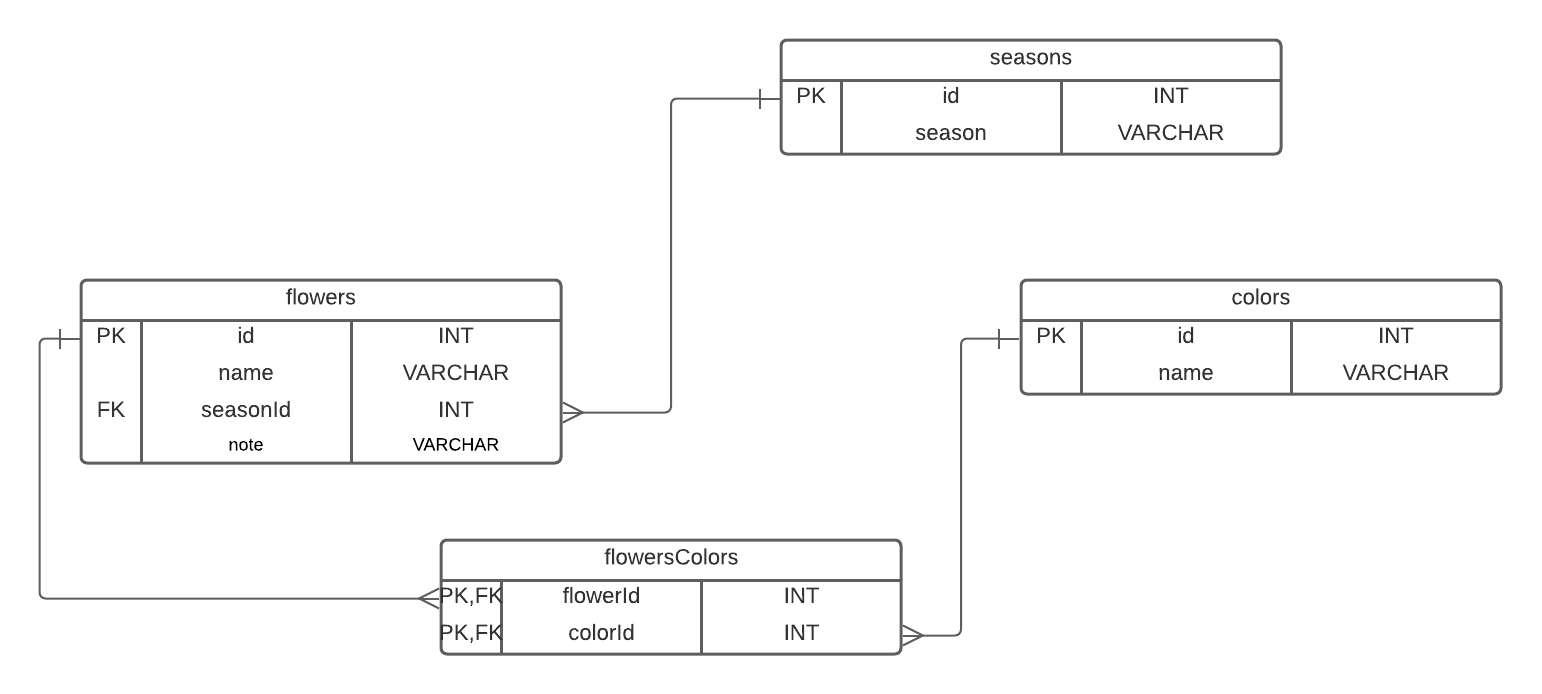 seasons
PK id INT
season VARCHAR
flowers
PK id INT
name VARCHAR
FK seasonId INT
note VARCHAR
colors
PK id INT
name VARCHAR
flowersColors
PK,FK flowerId INT
PK,FK colorId INT